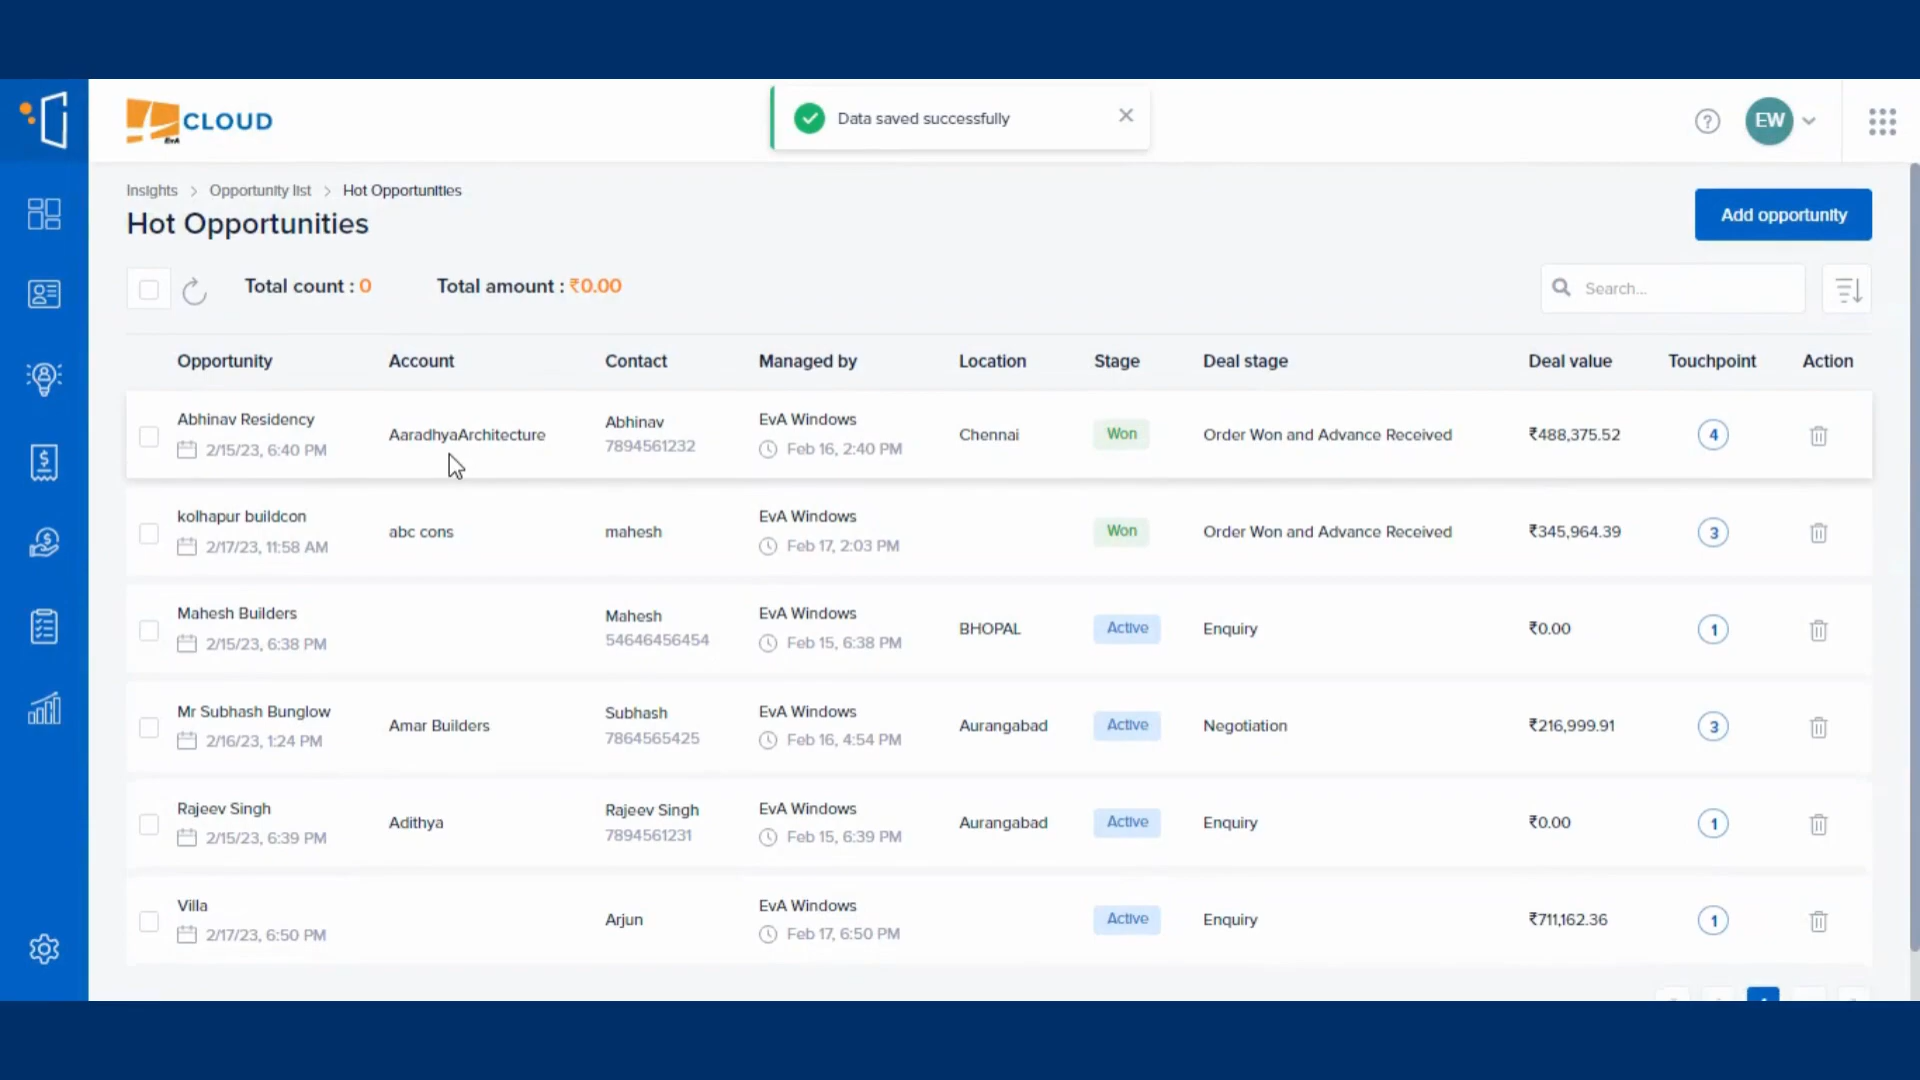 EvA
CLOUD
Data saved successfully
?
EW
Insights > Opportunity list > Hot Opportunities
Hot Opportunities
Add opportunity
Total count : 0
Total amount : ₹0.00
Search...
Opportunity Account Contact Managed by Location Stage Deal stage Deal value Touchpoint Action
Abhinav Residency
2/15/23, 6:40 PM
AaradhyaArchitecture
Abhinav
7894561232
EvA Windows
Feb 16, 2:40 PM
Chennai
Won
Order Won and Advance Received
₹488,375.52
4
kolhapur buildcon
2/17/23, 11:58 AM
abc cons
mahesh
EvA Windows
Feb 17, 2:03 PM
Won
Order Won and Advance Received
₹345,964.39
3
Mahesh Builders
2/15/23, 6:38 PM
Mahesh
54646456454
EvA Windows
Feb 15, 6:38 PM
BHOPAL
Active
Enquiry
₹0.00
1
Mr Subhash Bunglow
2/16/23, 1:24 PM
Amar Builders
Subhash
7864565425
EvA Windows
Feb 16, 4:54 PM
Aurangabad
Active
Negotiation
₹216,999.91
3
Rajeev Singh
2/15/23, 6:39 PM
Adithya
Rajeev Singh
7894561231
EvA Windows
Feb 15, 6:39 PM
Aurangabad
Active
Enquiry
₹0.00
1
Villa
2/17/23, 6:50 PM
Arjun
EvA Windows
Feb 17, 6:50 PM
Active
Enquiry
₹711,162.36
1